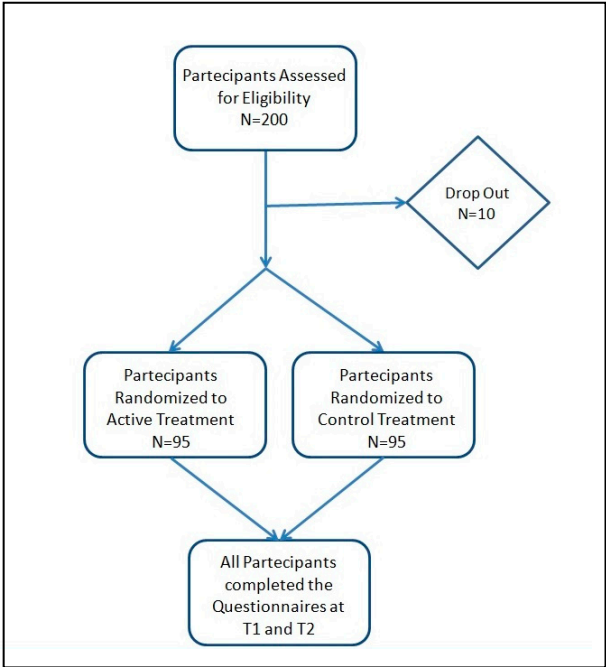 Partecipants Assessed
for Eligibility
N=200
Drop Out
N=10
Partecipants
Randomized to
Active Treatment
N=95
Partecipants
Randomized to
Control Treatment
N=95
All Partecipants
completed the
Questionnaires at
T1 and T2